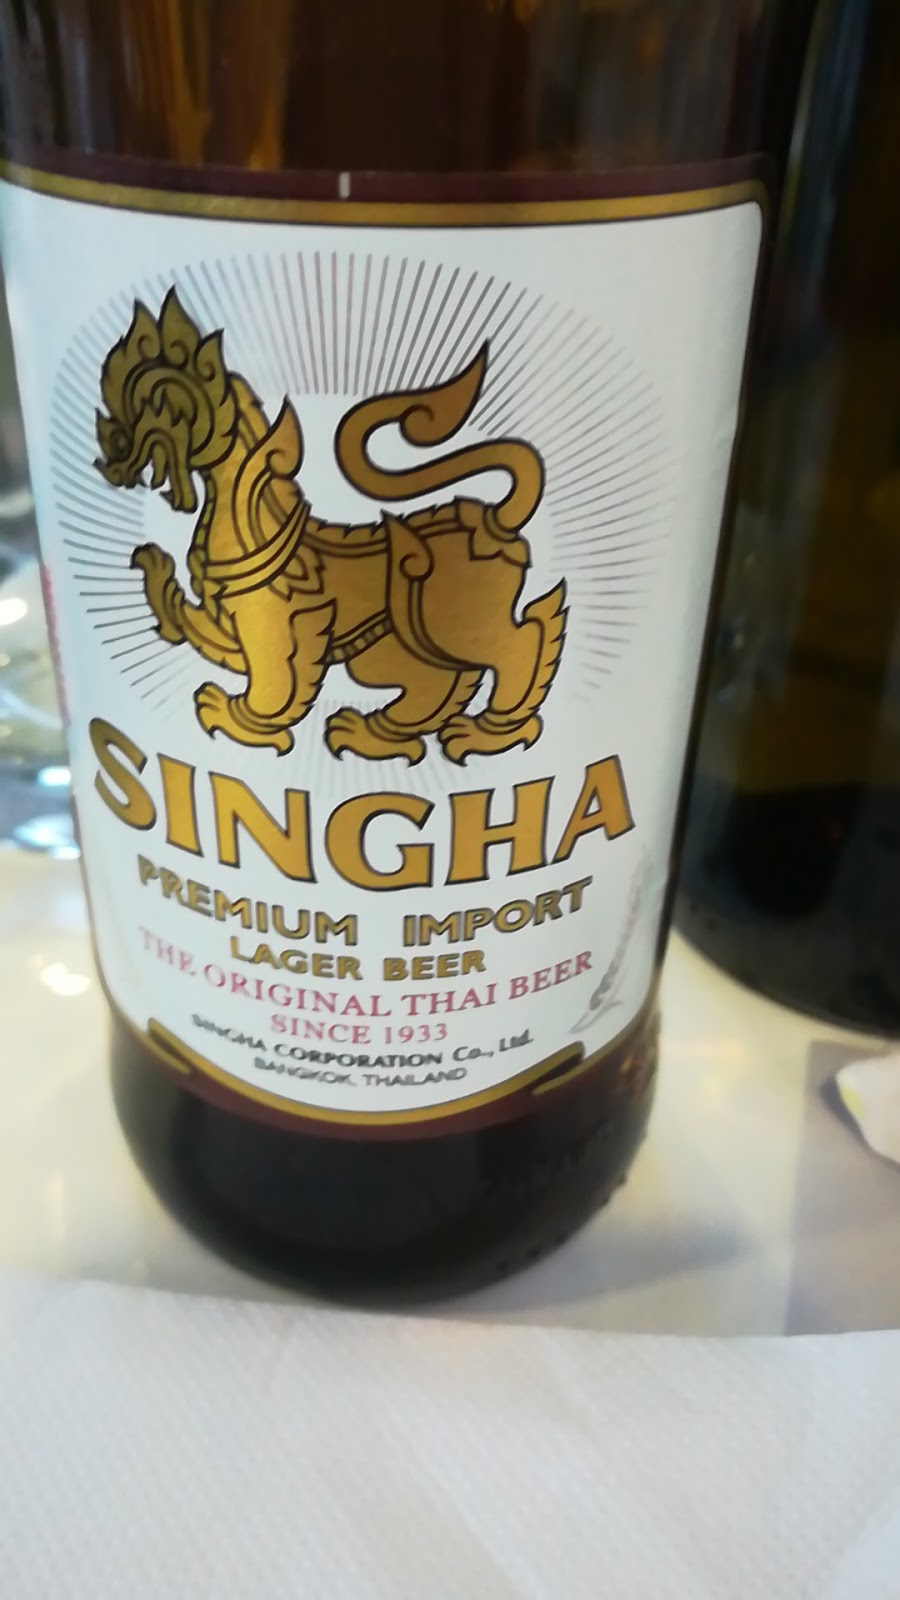 SINGHA
PREMIUM IMPORT
LAGER BEER
THE ORIGINAL THAI BEER
SINCE 1933
SINGHA CORPORATION Co., Ltd.
BANGKOK, THAILAND